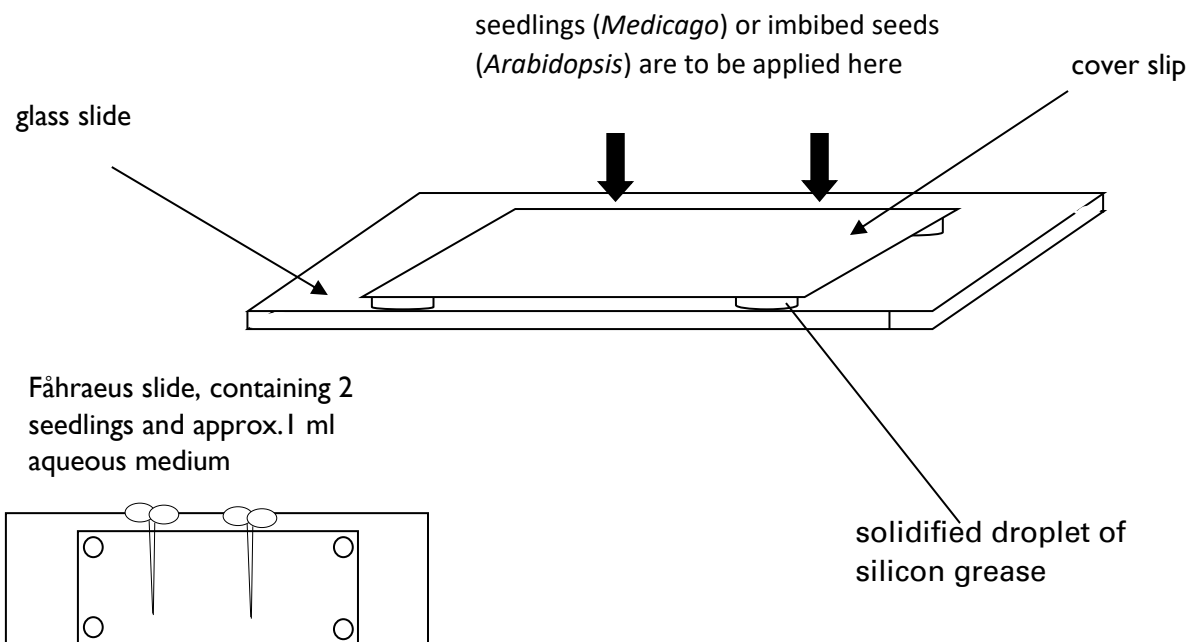 seedlings (Medicago) or imbibed seeds
(Arabidopsis) are to be applied here
cover slip
glass slide
Fåhraeus slide, containing 2
seedlings and approx.1 ml
aqueous medium
solidified droplet of
silicon grease